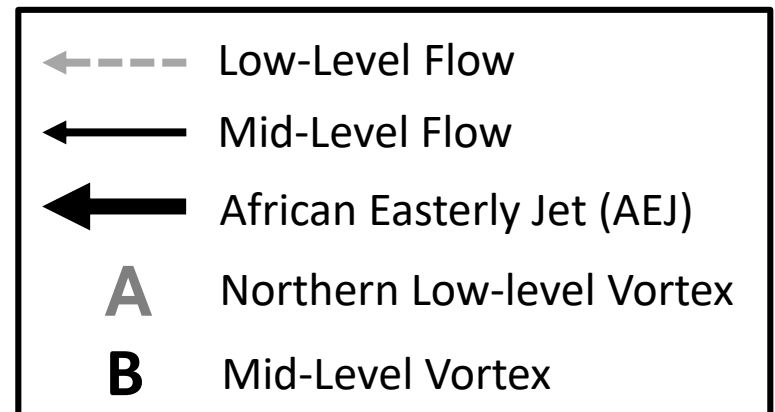 Low-Level Flow
Mid-Level Flow
African Easterly Jet (AEJ)
A Northern Low-level Vortex
B Mid-Level Vortex